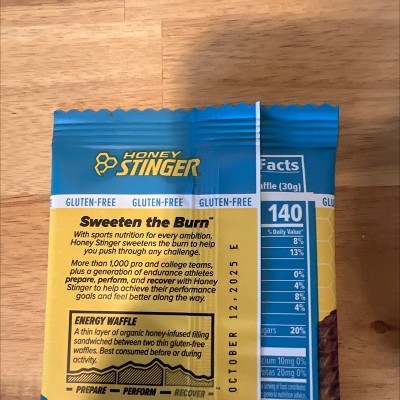 HONEY
STINGER
GLUTEN-FREE GLUTEN-FREE GLUTEN-FREE
Sweeten the Burn™
With sports nutrition for every ambition,
Honey Stinger sweetens the burn to help
you push through any challenge.
More than 1,000 pro and college teams,
plus a generation of endurance athletes
prepare, perform, and recover with Honey
Stinger to help achieve their performance
goals and feel better along the way.
ENERGY WAFFLE
A thin layer of organic honey-infused filling
sandwiched between two thin gluten-free
waffles. Best consumed before or during
activity.
PREPARE — PERFORM — RECOVER
OCTOBER 12, 2025 E
Facts
affle (30g)
140
% Daily Value*
8%
13%
0%
4%
8%
4%
ugars 20%
cium 10mg 0%
otas 20mg 0%
GLU